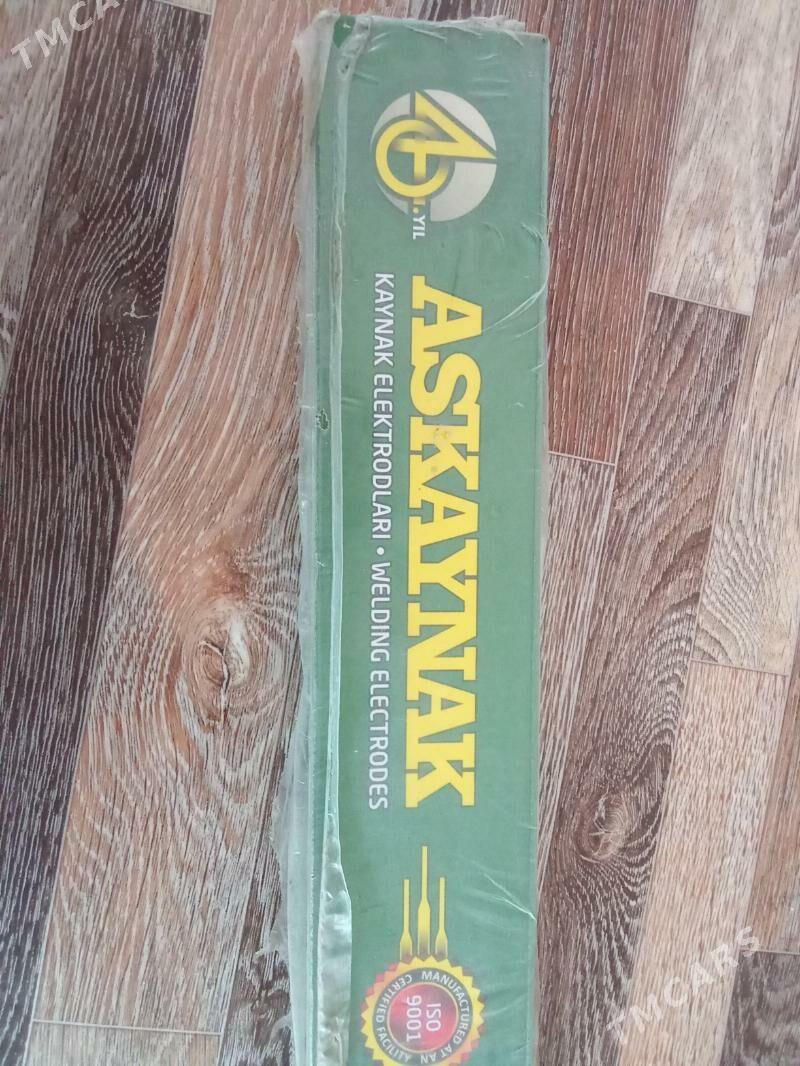 TMCARS
40.YIL
ASKAYNAK
KAYNAK ELEKTRODLARI • WELDING ELECTRODES
MANUFACTURED AT AN
ISO
9001
CERTIFIED FACILITY
TMCARS